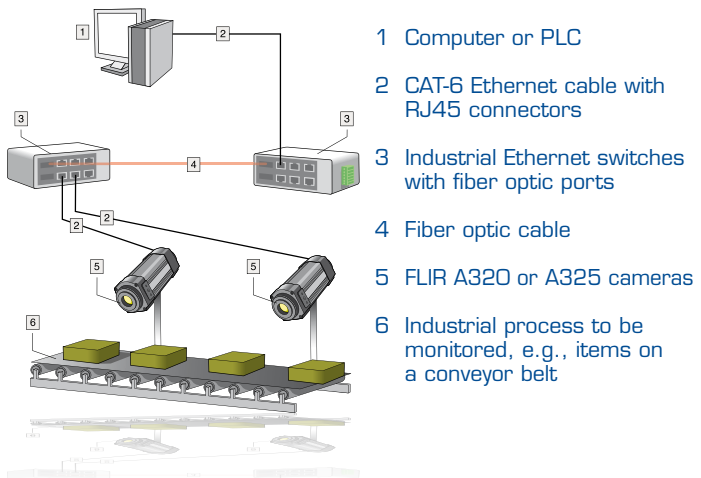 1
2
3
3
4
2
2
5
5
6
1 Computer or PLC
2 CAT-6 Ethernet cable with
RJ45 connectors
3 Industrial Ethernet switches
with fiber optic ports
4 Fiber optic cable
5 FLIR A320 or A325 cameras
6 Industrial process to be
monitored, e.g., items on
a conveyor belt